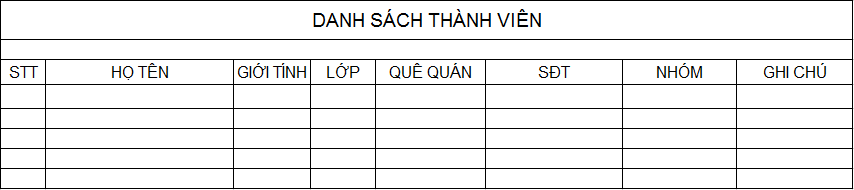 DANH SÁCH THÀNH VIÊN
STT HỌ TÊN GIỚI TÍNH LỚP QUÊ QUÁN SĐT NHÓM GHI CHÚ